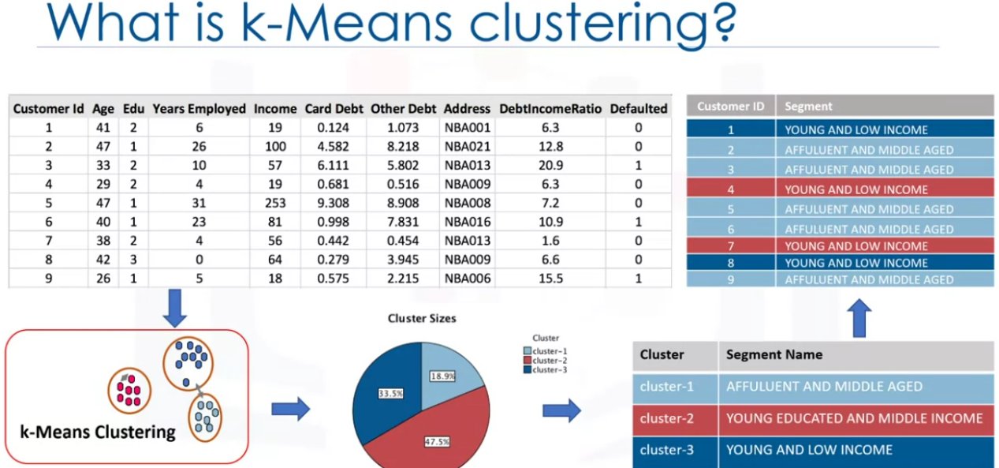 What is k-Means clustering?
Customer Id Age Edu Years Employed Income Card Debt Other Debt Address DebtIncomeRatio Defaulted
1 41 2 6 19 0.124 1.073 NBA001 6.3 0
2 47 1 26 100 4.582 8.218 NBA021 12.8 0
3 33 2 10 57 6.111 5.802 NBA013 20.9 1
4 29 2 4 19 0.681 0.516 NBA009 6.3 0
5 47 1 31 253 9.308 8.908 NBA008 7.2 0
6 40 1 23 81 0.998 7.831 NBA016 10.9 1
7 38 2 4 56 0.442 0.454 NBA013 1.6 0
8 42 3 0 64 0.279 3.945 NBA009 6.6 0
9 26 1 5 18 0.575 2.215 NBA006 15.5 1
Customer ID Segment
1 YOUNG AND LOW INCOME
2 AFFULUENT AND MIDDLE AGED
3 AFFULUENT AND MIDDLE AGED
4 YOUNG AND LOW INCOME
5 AFFULUENT AND MIDDLE AGED
6 AFFULUENT AND MIDDLE AGED
7 YOUNG AND LOW INCOME
8 YOUNG AND LOW INCOME
9 AFFULUENT AND MIDDLE AGED
k-Means Clustering
Cluster Sizes
18.9%
33.5%
47.5%
Cluster
cluster-1
cluster-2
cluster-3
Cluster Segment Name
cluster-1 AFFULUENT AND MIDDLE AGED
cluster-2 YOUNG EDUCATED AND MIDDLE INCOME
cluster-3 YOUNG AND LOW INCOME